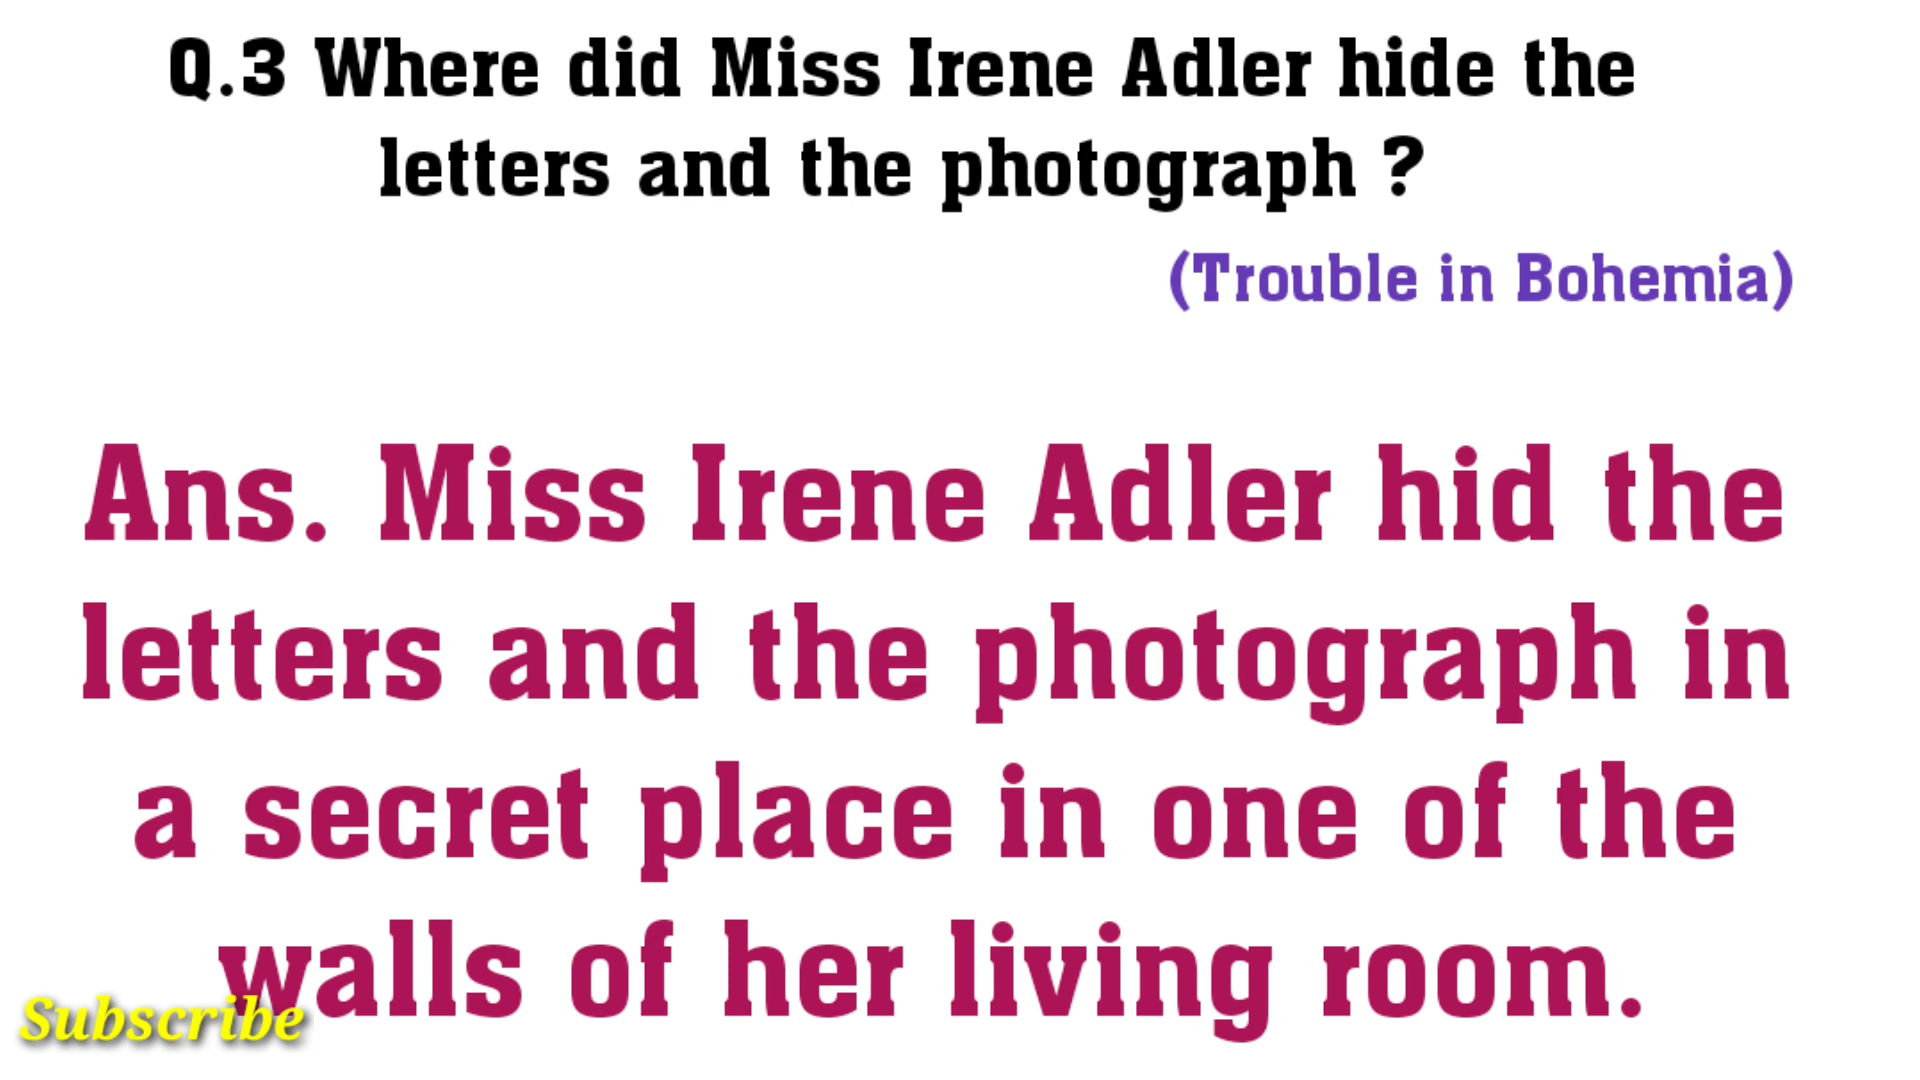 Q.3 Where did Miss Irene Adler hide the
letters and the photograph ?
(Trouble in Bohemia)
Ans. Miss Irene Adler hid the
letters and the photograph in
a secret place in one of the
walls of her living room.
Subscribe